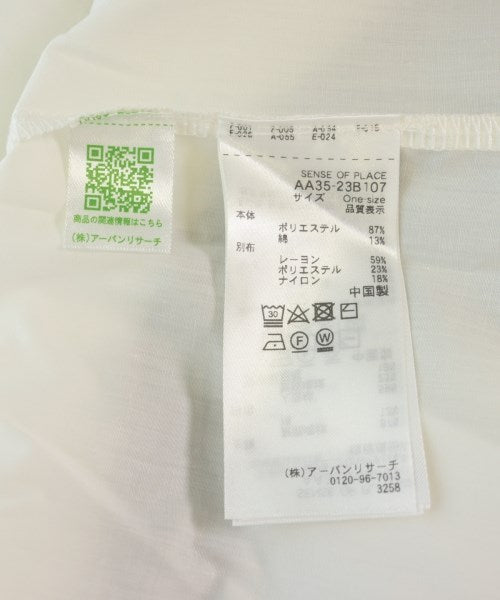 SENSE OF PLACE
AA35-23B107
サイズ One size
品質表示
本体
ポリエステル 87%
綿 13%
別布
レーヨン 59%
ポリエステル 23%
ナイロン 18%
中国製
30
F W
(株)アーバンリサーチ
0120-96-7013
3258
商品の関連情報はこちら
(株)アーバンリサーチ